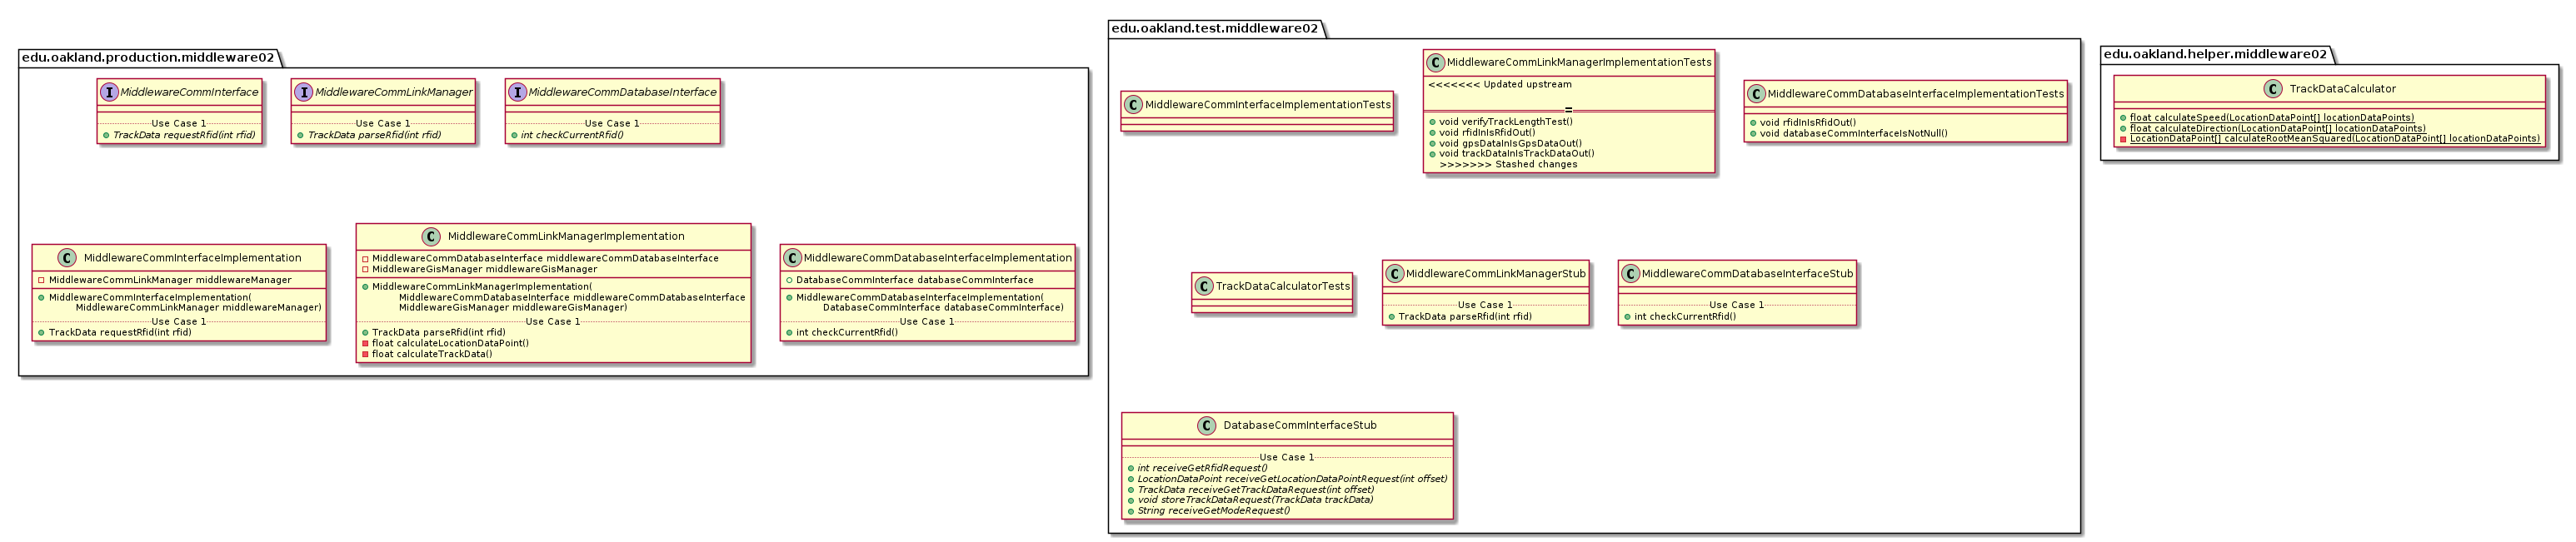 edu.oakland.production.middleware02
I MiddlewareCommInterface
Use Case 1
TrackData requestRfid(int rfid)
I MiddlewareCommLinkManager
Use Case 1
TrackData parseRfid(int rfid)
I MiddlewareCommDatabaseInterface
Use Case 1
int checkCurrentRfid()
C MiddlewareCommInterfaceImplementation
MiddlewareCommLinkManager middlewareManager
MiddlewareCommInterfaceImplementation(
MiddlewareCommLinkManager middlewareManager)
Use Case 1
TrackData requestRfid(int rfid)
C MiddlewareCommLinkManagerImplementation
MiddlewareCommDatabaseInterface middlewareCommDatabaseInterface
MiddlewareGisManager middlewareGisManager
MiddlewareCommLinkManagerImplementation(
MiddlewareCommDatabaseInterface middlewareCommDatabaseInterface
MiddlewareGisManager middlewareGisManager)
Use Case 1
TrackData parseRfid(int rfid)
float calculateLocationDataPoint()
float calculateTrackData()
C MiddlewareCommDatabaseInterfaceImplementation
DatabaseCommInterface databaseCommInterface
MiddlewareCommDatabaseInterfaceImplementation(
DatabaseCommInterface databaseCommInterface)
Use Case 1
int checkCurrentRfid()
edu.oakland.test.middleware02
C MiddlewareCommInterfaceImplementationTests
C MiddlewareCommLinkManagerImplementationTests
<<<<<<< Updated upstream
=
void verifyTrackLengthTest()
void rfidInIsRfidOut()
void gpsDataInIsGpsDataOut()
void trackDataInIsTrackDataOut()
>>>>>>> Stashed changes
C MiddlewareCommDatabaseInterfaceImplementationTests
void rfidInIsRfidOut()
void databaseCommInterfaceIsNotNull()
C TrackDataCalculatorTests
C MiddlewareCommLinkManagerStub
Use Case 1
TrackData parseRfid(int rfid)
C MiddlewareCommDatabaseInterfaceStub
Use Case 1
int checkCurrentRfid()
C DatabaseCommInterfaceStub
Use Case 1
int receiveGetRfidRequest()
LocationDataPoint receiveGetLocationDataPointRequest(int offset)
TrackData receiveGetTrackDataRequest(int offset)
void storeTrackDataRequest(TrackData trackData)
String receiveGetModeRequest()
edu.oakland.helper.middleware02
C TrackDataCalculator
float calculateSpeed(LocationDataPoint[] locationDataPoints)
float calculateDirection(LocationDataPoint[] locationDataPoints)
LocationDataPoint[] calculateRootMeanSquared(LocationDataPoint[] locationDataPoints)